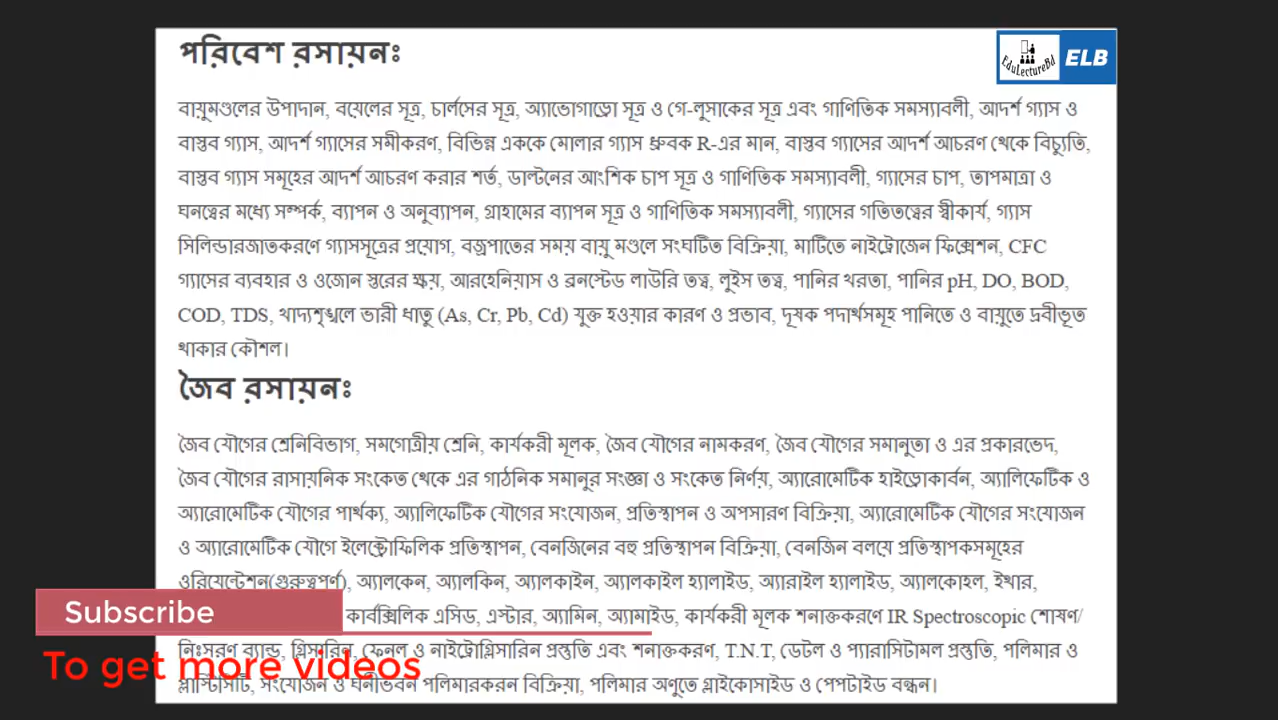 পরিবেশ রসায়নঃ
EduLectureBd ELB
বায়ুমণ্ডলের উপাদান, বয়েলের সূত্র, চার্লসের সূত্র, অ্যাভোগাড্রো সূত্র ও গে-লুসাকের সূত্র এবং গাণিতিক সমস্যাবলী, আদর্শ গ্যাস ও
বাস্তব গ্যাস, আদর্শ গ্যাসের সমীকরণ, বিভিন্ন এককে মোলার গ্যাস ধ্রুবক R-এর মান, বাস্তব গ্যাসের আদর্শ আচরণ থেকে বিচ্যুতি,
বাস্তব গ্যাস সমূহের আদর্শ আচরণ করার শর্ত, ডাল্টনের আংশিক চাপ সূত্র ও গাণিতিক সমস্যাবলী, গ্যাসের চাপ, তাপমাত্রা ও
ঘনত্বের মধ্যে সম্পর্ক, ব্যাপন ও অনুব্যাপন, গ্রাহামের ব্যাপন সূত্র ও গাণিতিক সমস্যাবলী, গ্যাসের গতিতত্বের স্বীকার্য, গ্যাস
সিলিন্ডারজাতকরণে গ্যাসসূত্রের প্রয়োগ, বজ্রপাতের সময় বায়ু মণ্ডলে সংঘটিত বিক্রিয়া, মাটিতে নাইট্রোজেন ফিক্সেশন, CFC
গ্যাসের ব্যবহার ও ওজোন স্তরের ক্ষয়, আরহেনিয়াস ও ব্রনস্টেড লাউরি তত্ব, লুইস তত্ব, পানির খরতা, পানির pH, DO, BOD,
COD, TDS, খাদ্যশৃঙ্খলে ভারী ধাতু (As, Cr, Pb, Cd) যুক্ত হওয়ার কারণ ও প্রভাব, দূষক পদার্থসমূহ পানিতে ও বায়ুতে দ্রবীভূত
থাকার কৌশল।
জৈব রসায়নঃ
জৈব যৌগের শ্রেনিবিভাগ, সমগোত্রীয় শ্রেনি, কার্যকরী মূলক, জৈব যৌগের নামকরণ, জৈব যৌগের সমানুতা ও এর প্রকারভেদ,
জৈব যৌগের রাসায়নিক সংকেত থেকে এর গাঠনিক সমানুর সংজ্ঞা ও সংকেত নির্ণয়, অ্যারোমেটিক হাইড্রোকার্বন, অ্যালিফেটিক ও
অ্যারোমেটিক যৌগের পার্থক্য, অ্যালিফেটিক যৌগের সংযোজন, প্রতিস্থাপন ও অপসারণ বিক্রিয়া, অ্যারোমেটিক যৌগের সংযোজন
ও অ্যারোমেটিক যৌগে ইলেক্ট্রোফিলিক প্রতিস্থাপন, বেনজিনের বহু প্রতিস্থাপন বিক্রিয়া, বেনজিন বলয়ে প্রতিস্থাপকসমূহের
ওরিয়েন্টেশন(গুরুত্বপূর্ণ), অ্যালকেন, অ্যালকিন, অ্যালকাইন, অ্যালকাইল হ্যালাইড, অ্যারাইল হ্যালাইড, অ্যালকোহল, ইথার,
Subscribe কার্বক্সিলিক এসিড, এস্টার, অ্যামিন, অ্যামাইড, কার্যকরী মূলক শনাক্তকরণে IR Spectroscopic শোষণ/
নিঃসরণ ব্যান্ড, গ্লিসারিন, ফেনল ও নাইট্রোগ্লিসারিন প্রস্তুতি এবং শনাক্তকরণ, T.N.T, ডেটল ও প্যারাসিটামল প্রস্তুতি, পলিমার ও
To get more videos
প্লাস্টিসিটি, সংযোজন ও ঘনীভবন পলিমারকরন বিক্রিয়া, পলিমার অণুতে গ্লাইকোসাইড ও পেপটাইড বন্ধন।